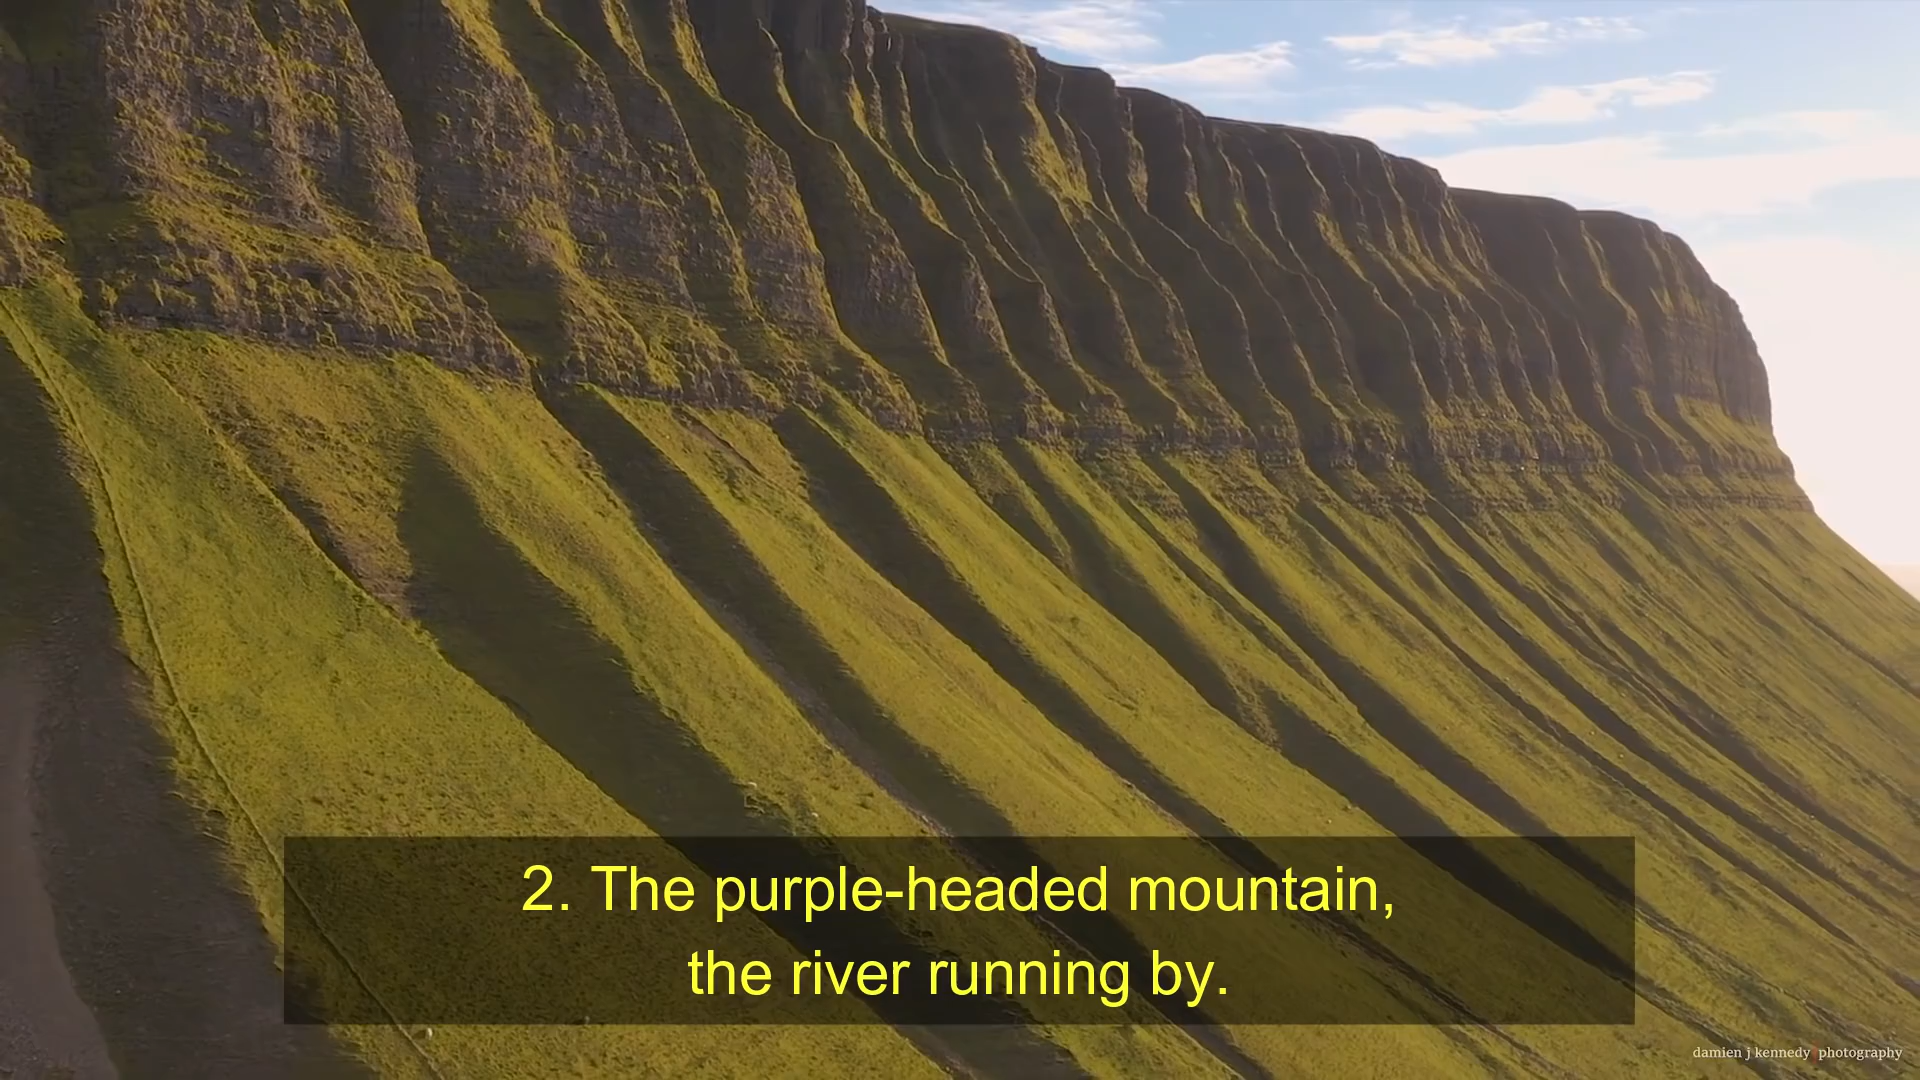 2. The purple-headed mountain,
the river running by.
damien j kennedy photography